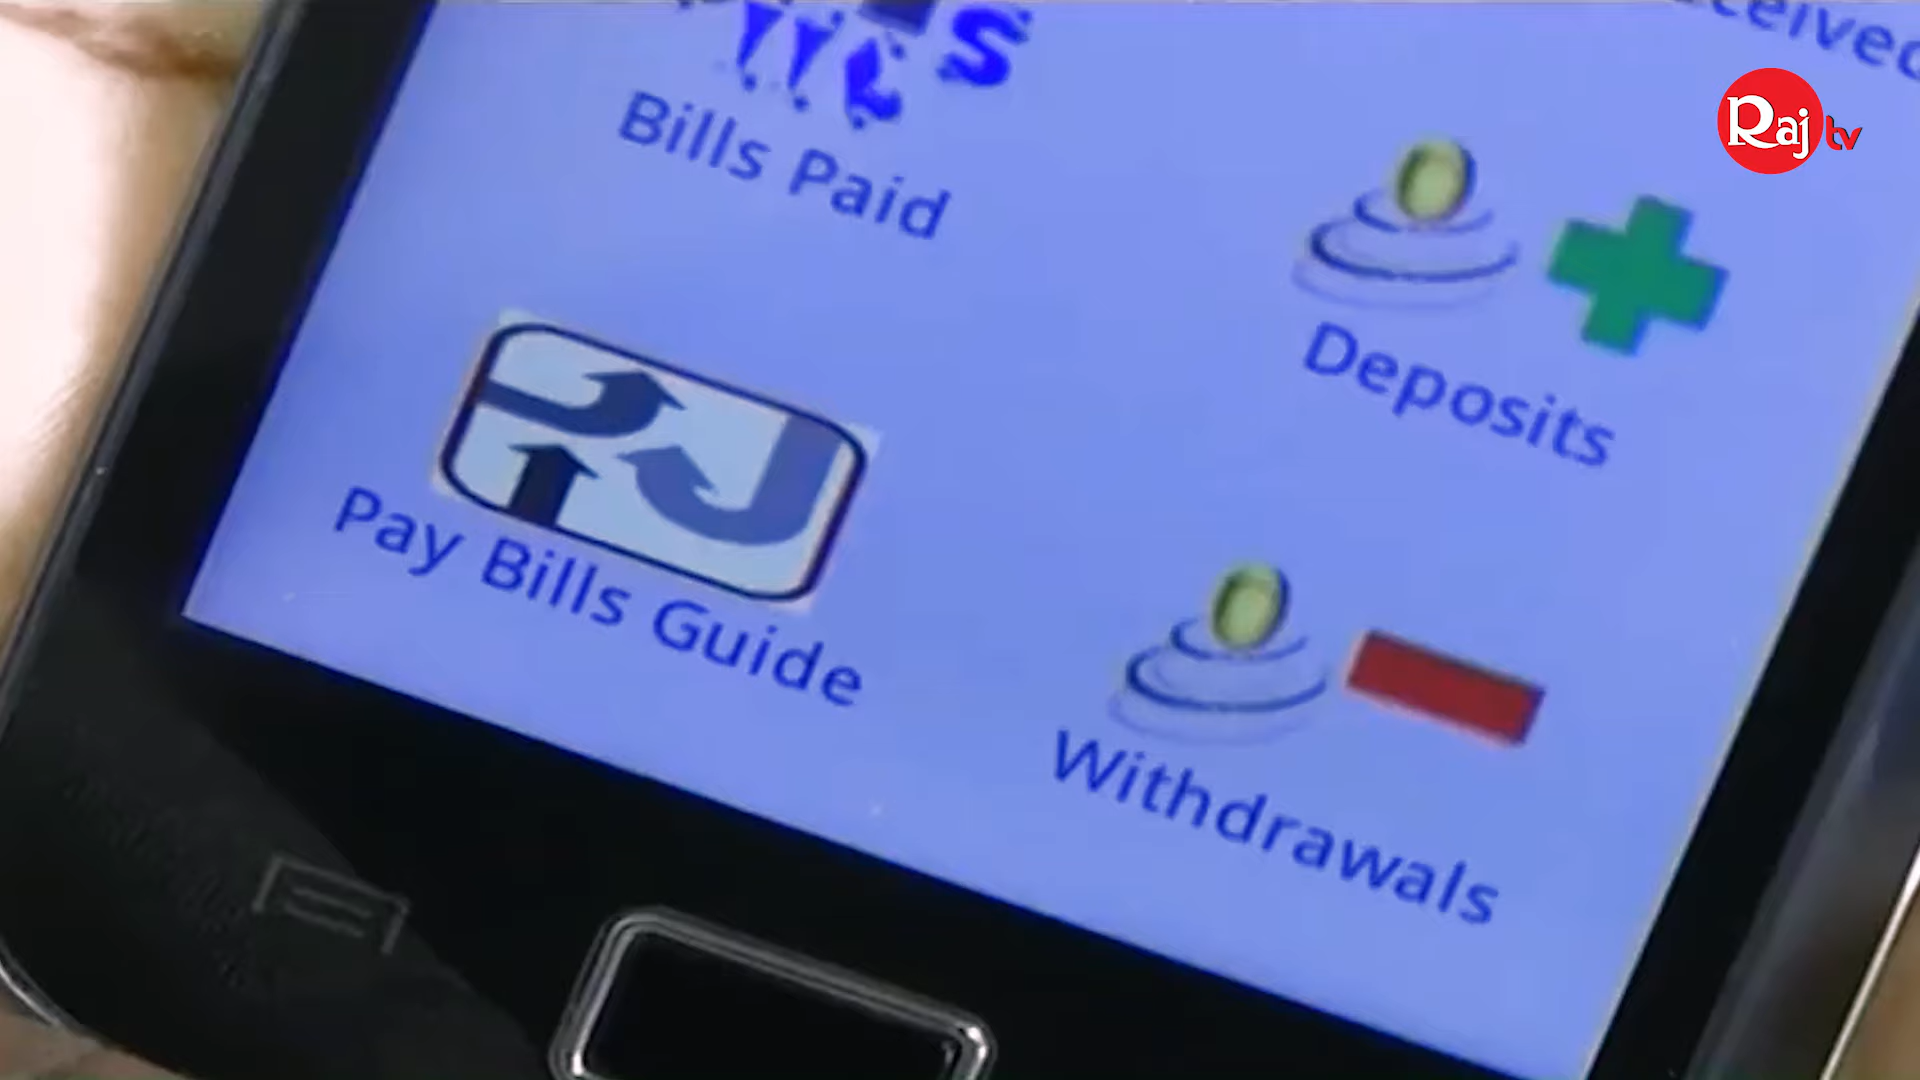 Raj tv
Bills Paid
Deposits
Pay Bills Guide
Withdrawals